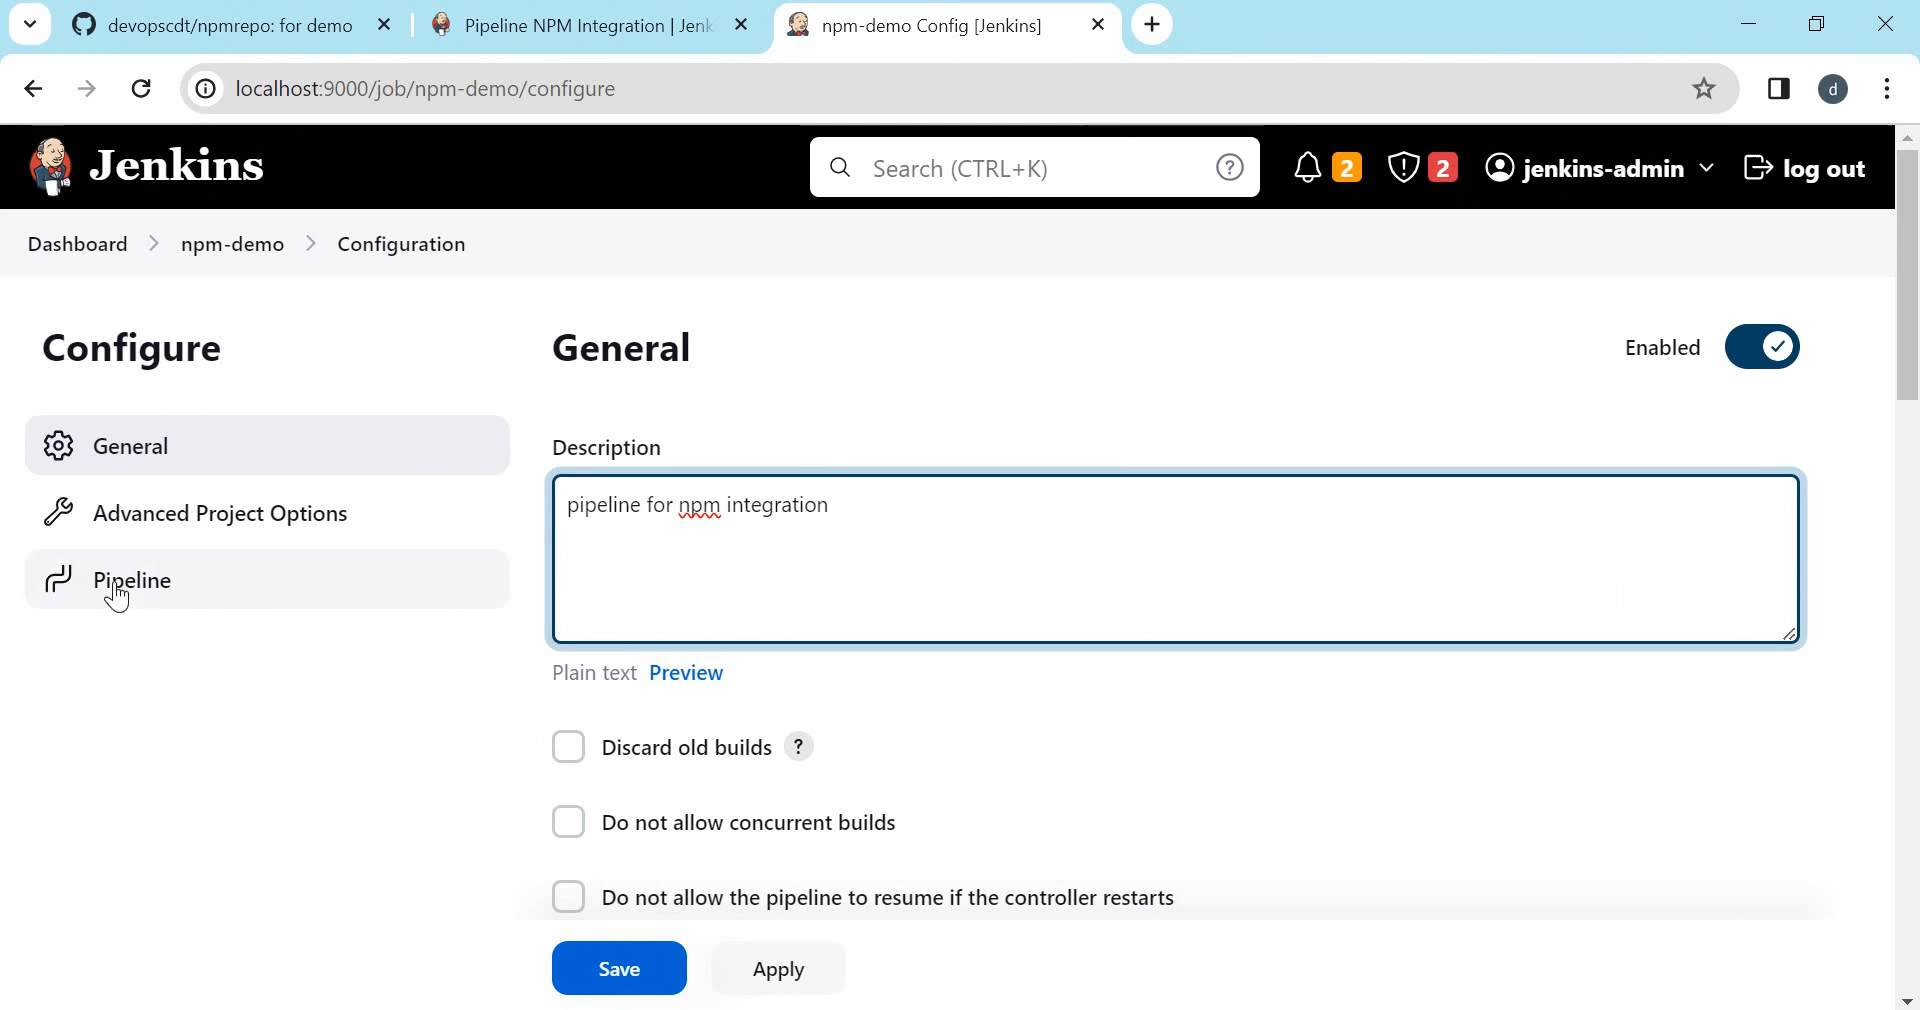 devopscdt/npmrepo: for demo
Pipeline NPM Integration | Jenk
npm-demo Config [Jenkins]
localhost:9000/job/npm-demo/configure
d
Jenkins
Search (CTRL+K)
?
2
2
jenkins-admin
log out
Dashboard
npm-demo
Configuration
Configure
General
Enabled
General
Description
Advanced Project Options
pipeline for npm integration
Pipeline
Plain text Preview
Discard old builds ?
Do not allow concurrent builds
Do not allow the pipeline to resume if the controller restarts
Save
Apply